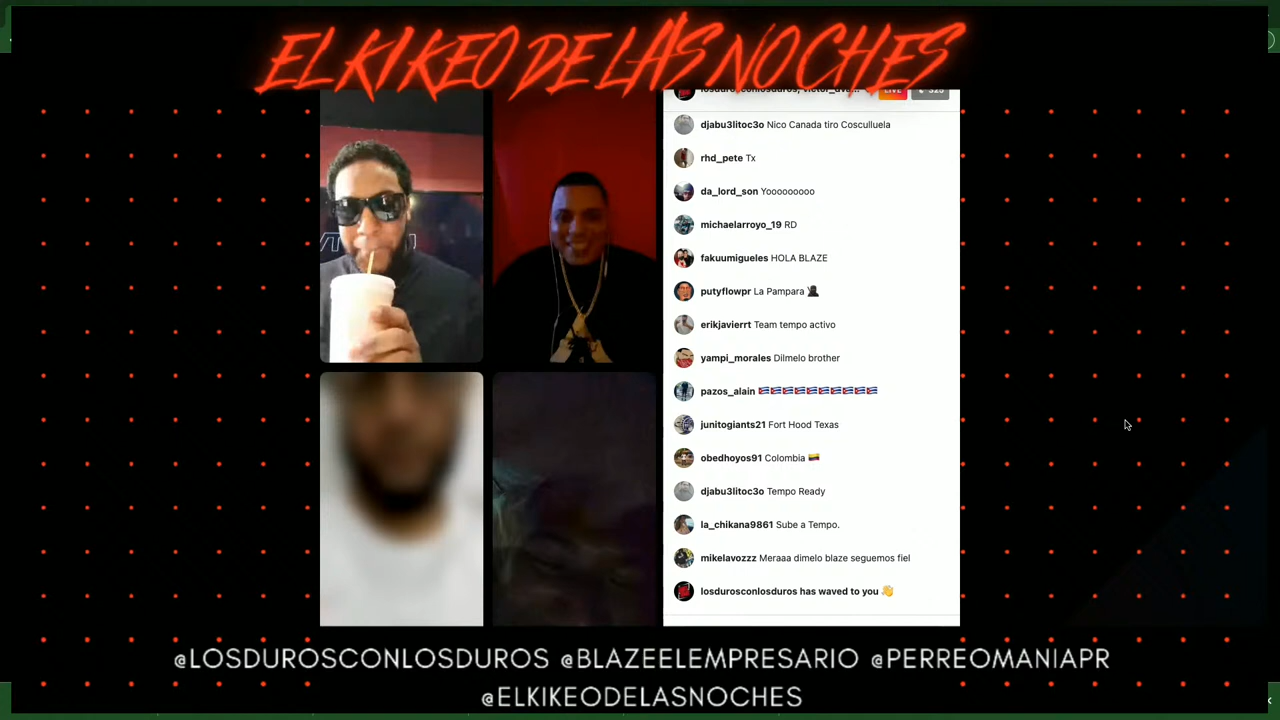 EL KIKEO DE LAS NOCHES
LIVE
djabu3litoc3o Nico Canada tiro Cosculluela
rhd_pete Tx
da_lord_son Yooooooooo
michaelarroyo_19 RD
fakuumigueles HOLA BLAZE
putyflowpr La Pampara
erikjavierrt Team tempo activo
yampi_morales Dilmelo brother
pazos_alain
junitogiants21 Fort Hood Texas
obedhoyos91 Colombia
djabu3litoc3o Tempo Ready
la_chikana9861 Sube a Tempo.
mikelavozzz Meraaa dimelo blaze seguemos fiel
losdurosconlosduros has waved to you
@LOSDUROSCONLOSDUROS @BLAZEELEMPRESARIO @PERREOMANIAPR
@ELKIKEODELASNOCHES